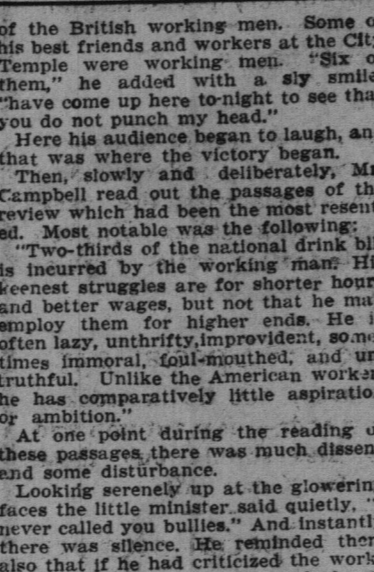 of the British working men. Some o
his best friends and workers at the Cit
Temple were working men. "Six o
them," he added with a sly smile
"have come up here to-night to see tha
you do not punch my head."
Here his audience began to laugh, an
that was where the victory began.
Then, slowly and deliberately, Mr
Campbell read out the passages of th
review which had been the most resent
ed. Most notable was the following:
"Two-thirds of the national drink bil
is incurred by the working man. Hi
keenest struggles are for shorter hour
and better wages, but not that he ma
employ them for higher ends. He i
often lazy, unthrifty,improvident, some
times immoral, foul-mouthed, and un
truthful. Unlike the American worker
he has comparatively little aspiratio
or ambition."
At one point during the reading o
these passages there was much dissen
and some disturbance.
Looking serenely up at the glowerin
faces the little minister said quietly, "
never called you bullies." And instantl
there was silence. He reminded them
also that if he had criticized the work